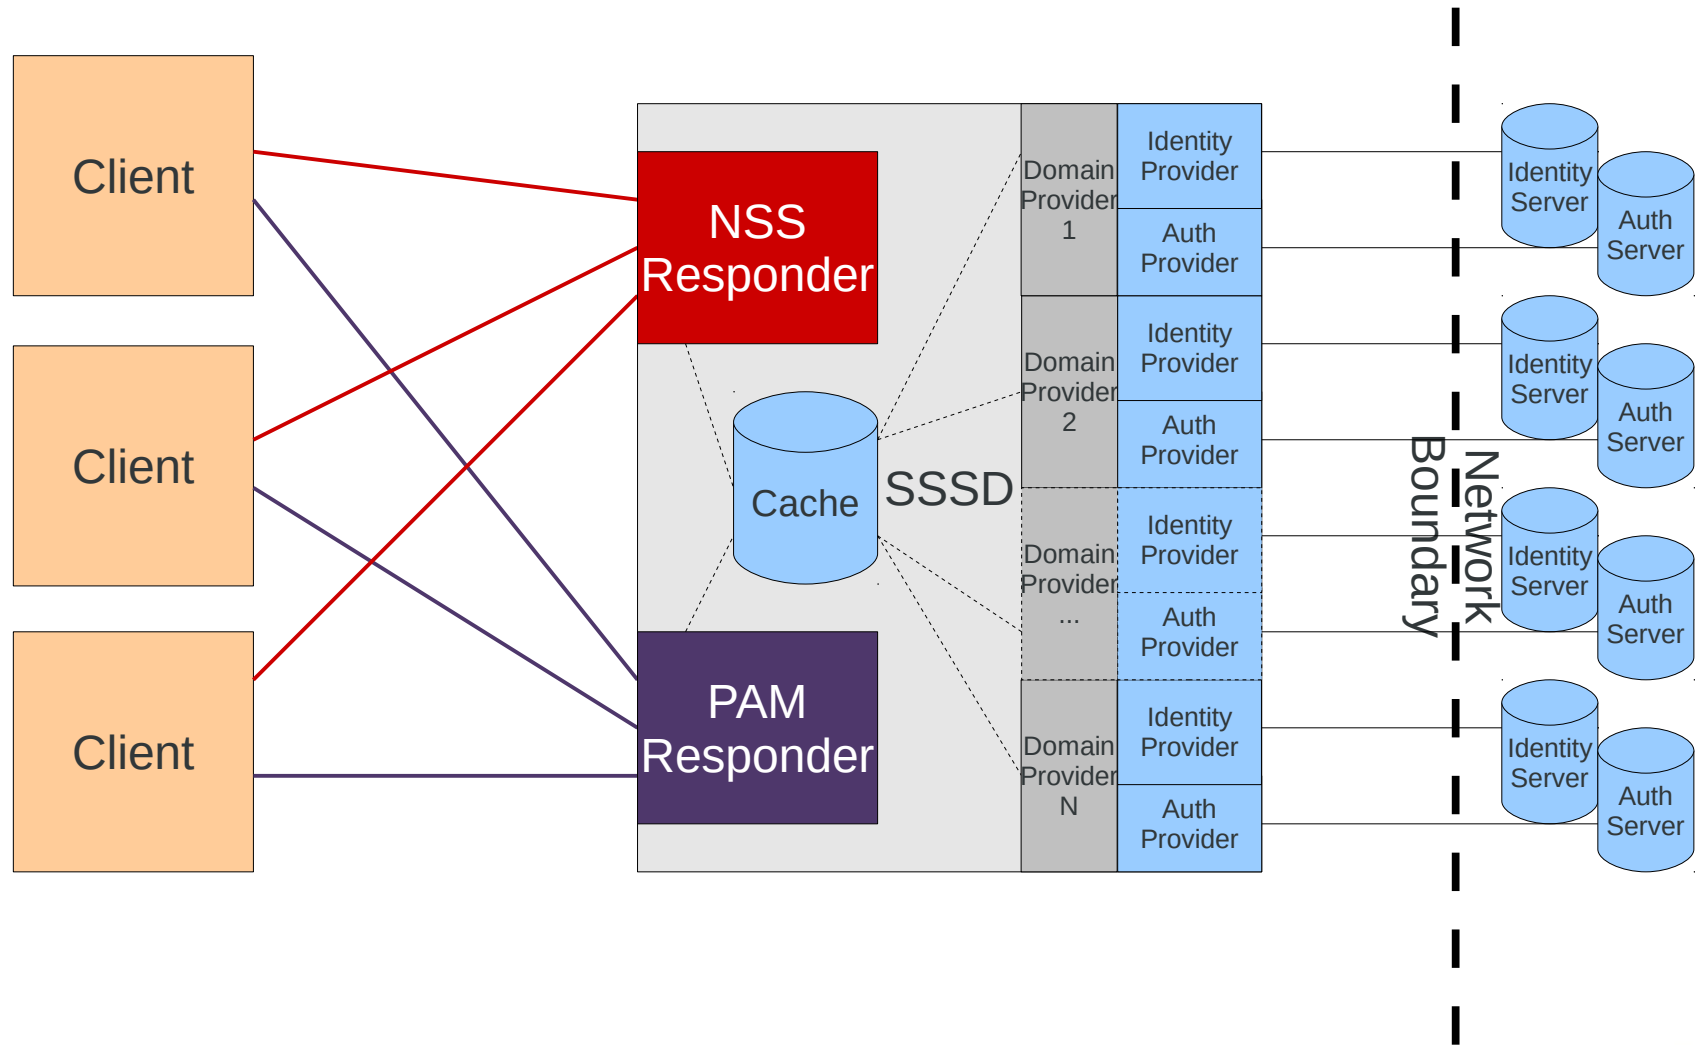 Client
Client
Client
NSS
Responder
Cache
SSSD
PAM
Responder
Domain
Provider
1
Identity
Provider
Auth
Provider
Domain
Provider
2
Identity
Provider
Auth
Provider
Domain
Provider
...
Identity
Provider
Auth
Provider
Domain
Provider
N
Identity
Provider
Auth
Provider
Network
Boundary
Identity
Server
Auth
Server
Identity
Server
Auth
Server
Identity
Server
Auth
Server
Identity
Server
Auth
Server